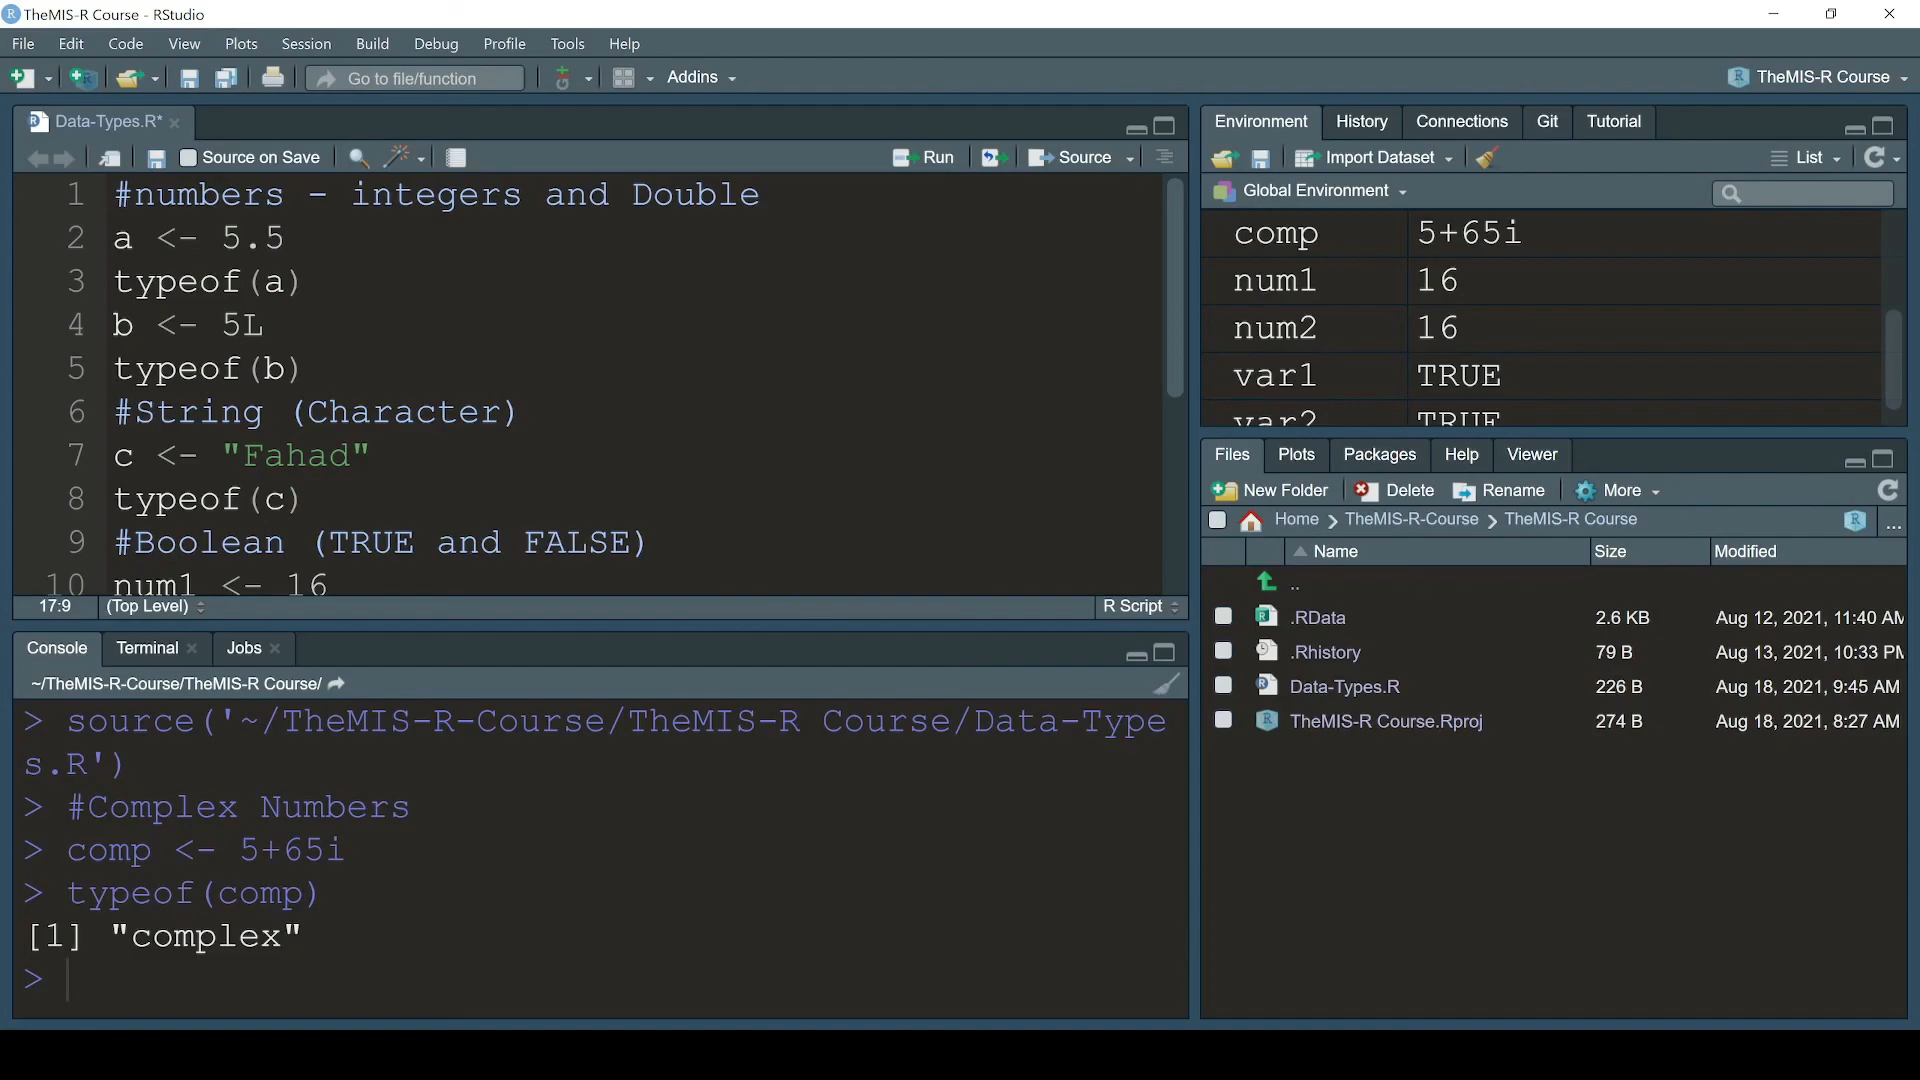 TheMIS-R Course - RStudio
File Edit Code View Plots Session Build Debug Profile Tools Help
Go to file/function Addins TheMIS-R Course
Data-Types.R*
Source on Save Run Source
1 #numbers - integers and Double
2 a <- 5.5
3 typeof(a)
4 b <- 5L
5 typeof(b)
6 #String (Character)
7 c <- "Fahad"
8 typeof(c)
9 #Boolean (TRUE and FALSE)
10 num1 <- 16
17:9 (Top Level) R Script
Console Terminal Jobs
~/TheMIS-R-Course/TheMIS-R Course/
> source('~/TheMIS-R-Course/TheMIS-R Course/Data-Type
s.R')
> #Complex Numbers
> comp <- 5+65i
> typeof(comp)
[1] "complex"
>
Environment History Connections Git Tutorial
Import Dataset List
Global Environment
comp 5+65i
num1 16
num2 16
var1 TRUE
var2 TRUE
Files Plots Packages Help Viewer
New Folder Delete Rename More
Home TheMIS-R-Course TheMIS-R Course ...
Name Size Modified
..
.RData 2.6 KB Aug 12, 2021, 11:40 AM
.Rhistory 79 B Aug 13, 2021, 10:33 PM
Data-Types.R 226 B Aug 18, 2021, 9:45 AM
TheMIS-R Course.Rproj 274 B Aug 18, 2021, 8:27 AM